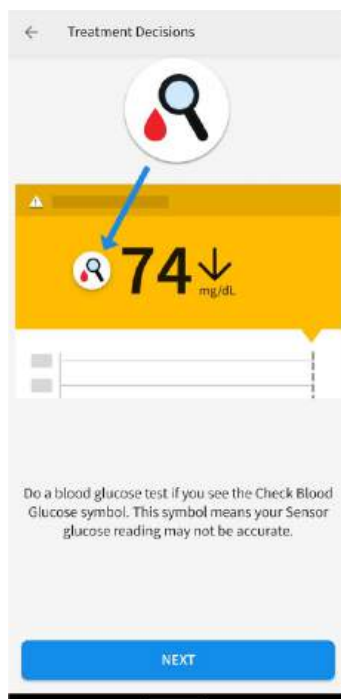 Treatment Decisions
74
mg/dL
Do a blood glucose test if you see the Check Blood
Glucose symbol. This symbol means your Sensor
glucose reading may not be accurate.
NEXT